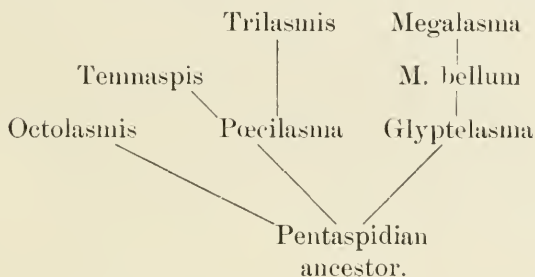 Trilasmis Megalasma
Temnaspis M. bellum
Octolasmis Pœcilasma Glyptelasma
Pentaspidian
ancestor.